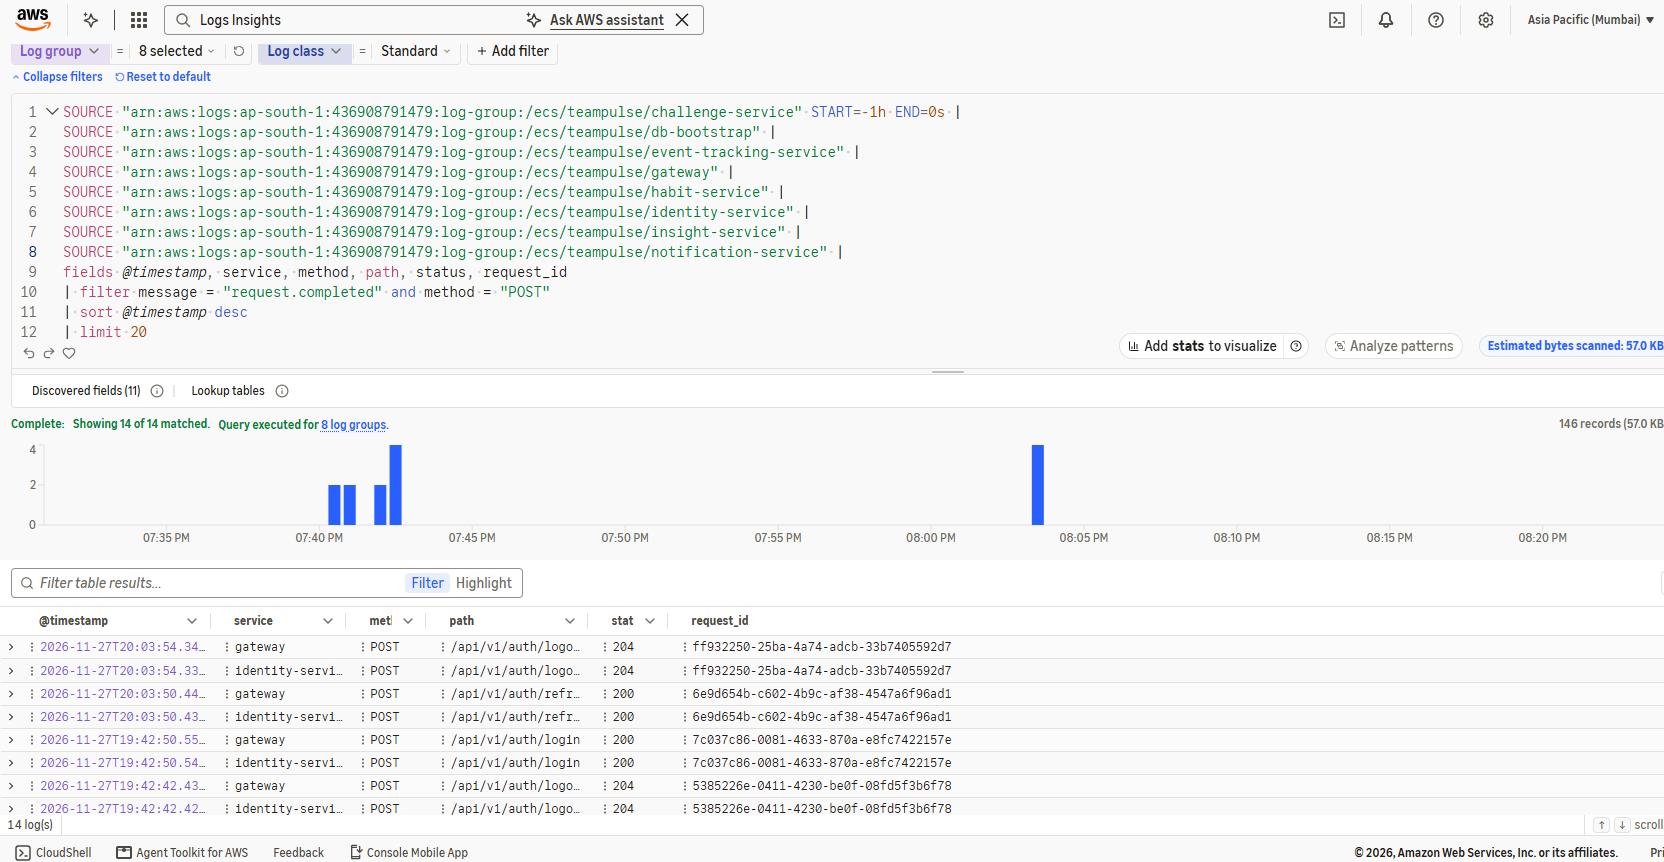 aws
Logs Insights
Ask AWS assistant
Asia Pacific (Mumbai)
Log group = 8 selected Log class = Standard + Add filter
Collapse filters Reset to default
1 SOURCE "arn:aws:logs:ap-south-1:436908791479:log-group:/ecs/teampulse/challenge-service" START=-1h END=0s |
2 SOURCE "arn:aws:logs:ap-south-1:436908791479:log-group:/ecs/teampulse/db-bootstrap" |
3 SOURCE "arn:aws:logs:ap-south-1:436908791479:log-group:/ecs/teampulse/event-tracking-service" |
4 SOURCE "arn:aws:logs:ap-south-1:436908791479:log-group:/ecs/teampulse/gateway" |
5 SOURCE "arn:aws:logs:ap-south-1:436908791479:log-group:/ecs/teampulse/habit-service" |
6 SOURCE "arn:aws:logs:ap-south-1:436908791479:log-group:/ecs/teampulse/identity-service" |
7 SOURCE "arn:aws:logs:ap-south-1:436908791479:log-group:/ecs/teampulse/insight-service" |
8 SOURCE "arn:aws:logs:ap-south-1:436908791479:log-group:/ecs/teampulse/notification-service" |
9 fields @timestamp, service, method, path, status, request_id
10 | filter message = "request.completed" and method = "POST"
11 | sort @timestamp desc
12 | limit 20
Add stats to visualize Analyze patterns Estimated bytes scanned: 57.0 KB
Discovered fields (11) Lookup tables
Complete: Showing 14 of 14 matched. Query executed for 8 log groups. 146 records (57.0 KB
4
2
0
07:35 PM 07:40 PM 07:45 PM 07:50 PM 07:55 PM 08:00 PM 08:05 PM 08:10 PM 08:15 PM 08:20 PM
Filter table results... Filter Highlight
@timestamp service met path stat request_id
2026-11-27T20:03:54.34… gateway POST /api/v1/auth/logo… 204 ff932250-25ba-4a74-adcb-33b7405592d7
2026-11-27T20:03:54.33… identity-servi… POST /api/v1/auth/logo… 204 ff932250-25ba-4a74-adcb-33b7405592d7
2026-11-27T20:03:50.44… gateway POST /api/v1/auth/refr… 200 6e9d654b-c602-4b9c-af38-4547a6f96ad1
2026-11-27T20:03:50.43… identity-servi… POST /api/v1/auth/refr… 200 6e9d654b-c602-4b9c-af38-4547a6f96ad1
2026-11-27T19:42:50.55… gateway POST /api/v1/auth/login 200 7c037c86-0081-4633-870a-e8fc7422157e
2026-11-27T19:42:50.54… identity-servi… POST /api/v1/auth/login 200 7c037c86-0081-4633-870a-e8fc7422157e
2026-11-27T19:42:42.43… gateway POST /api/v1/auth/logo… 204 5385226e-0411-4230-be0f-08fd5f3b6f78
2026-11-27T19:42:42.42… identity-servi… POST /api/v1/auth/logo… 204 5385226e-0411-4230-be0f-08fd5f3b6f78
14 log(s) scroll
CloudShell Agent Toolkit for AWS Feedback Console Mobile App © 2026, Amazon Web Services, Inc. or its affiliates. Pri